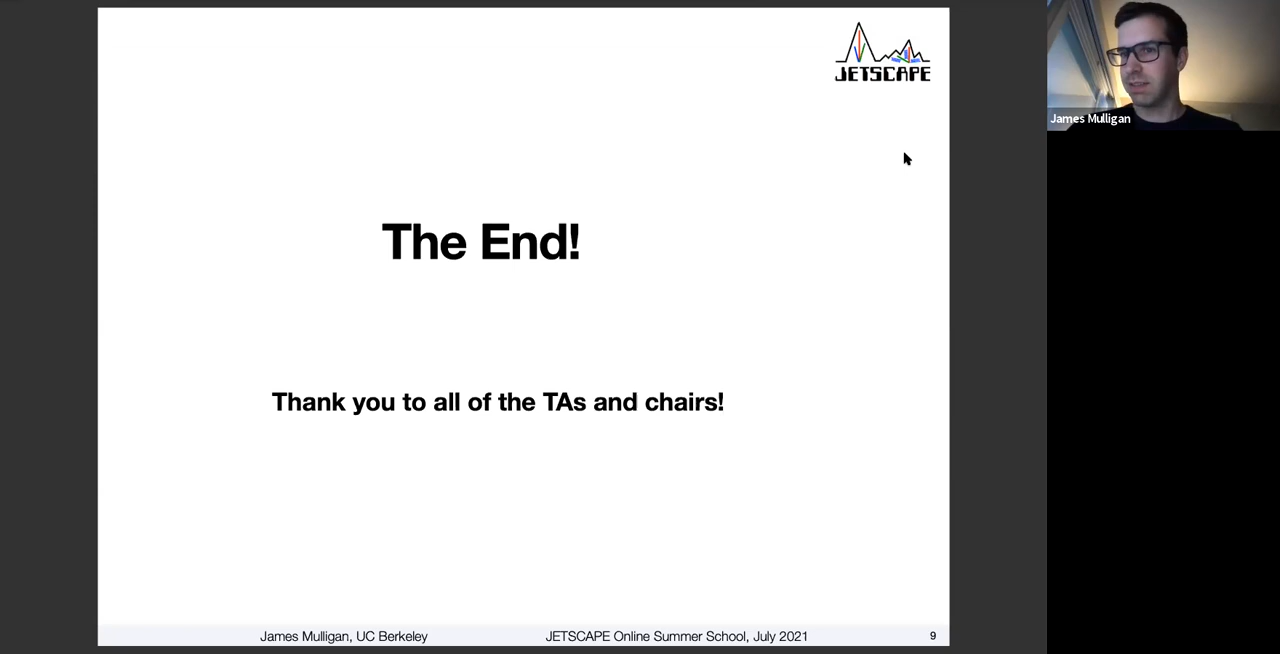 JETSCAPE
James Mulligan
The End!
Thank you to all of the TAs and chairs!
James Mulligan, UC Berkeley
JETSCAPE Online Summer School, July 2021
9